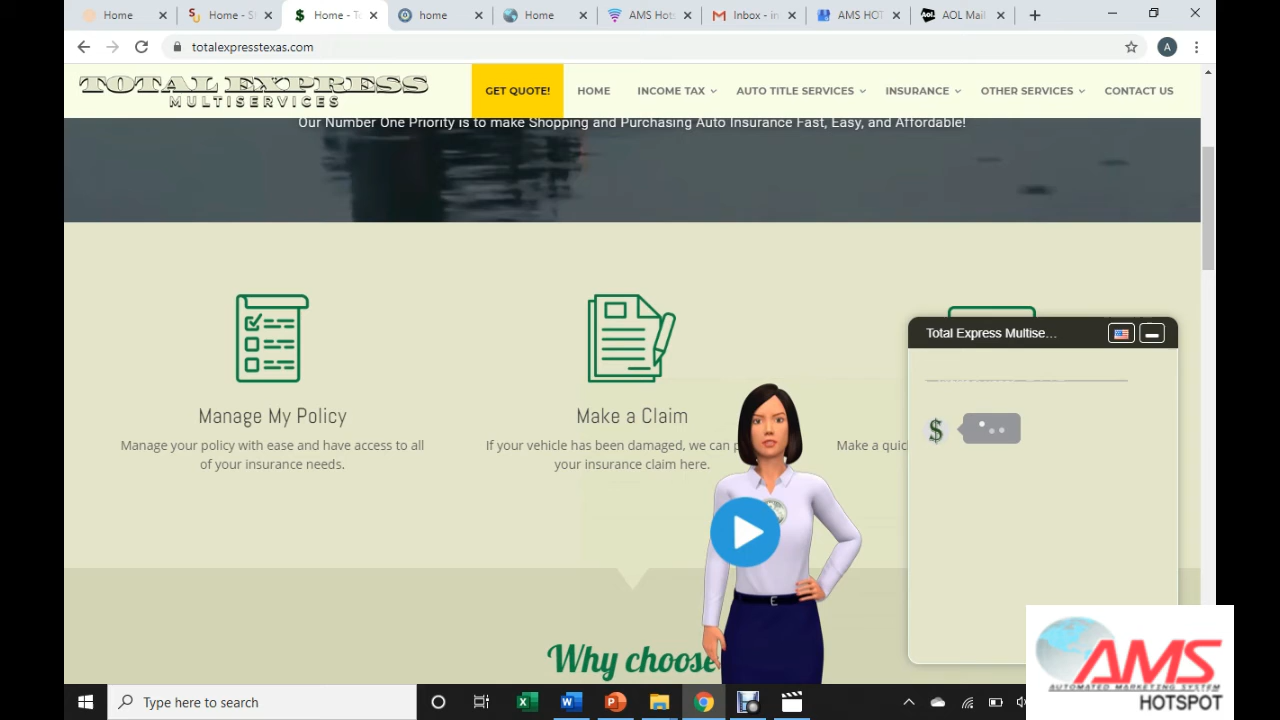 Home
Home - S
Home - To
home
Home
AMS Hots
Inbox - in
AMS HOT
AOL Mail
totalexpresstexas.com
A
TOTAL EXPRESS
MULTISERVICES
GET QUOTE!
HOME
INCOME TAX
AUTO TITLE SERVICES
INSURANCE
OTHER SERVICES
CONTACT US
Our Number One Priority is to make Shopping and Purchasing Auto Insurance Fast, Easy, and Affordable!
Manage My Policy
Manage your policy with ease and have access to all
of your insurance needs.
Make a Claim
If your vehicle has been damaged, we can p
your insurance claim here.
Make a quic
Total Express Multise...
$
Why choose
Type here to search
AMS
AUTOMATED MARKETING SYSTEM
HOTSPOT